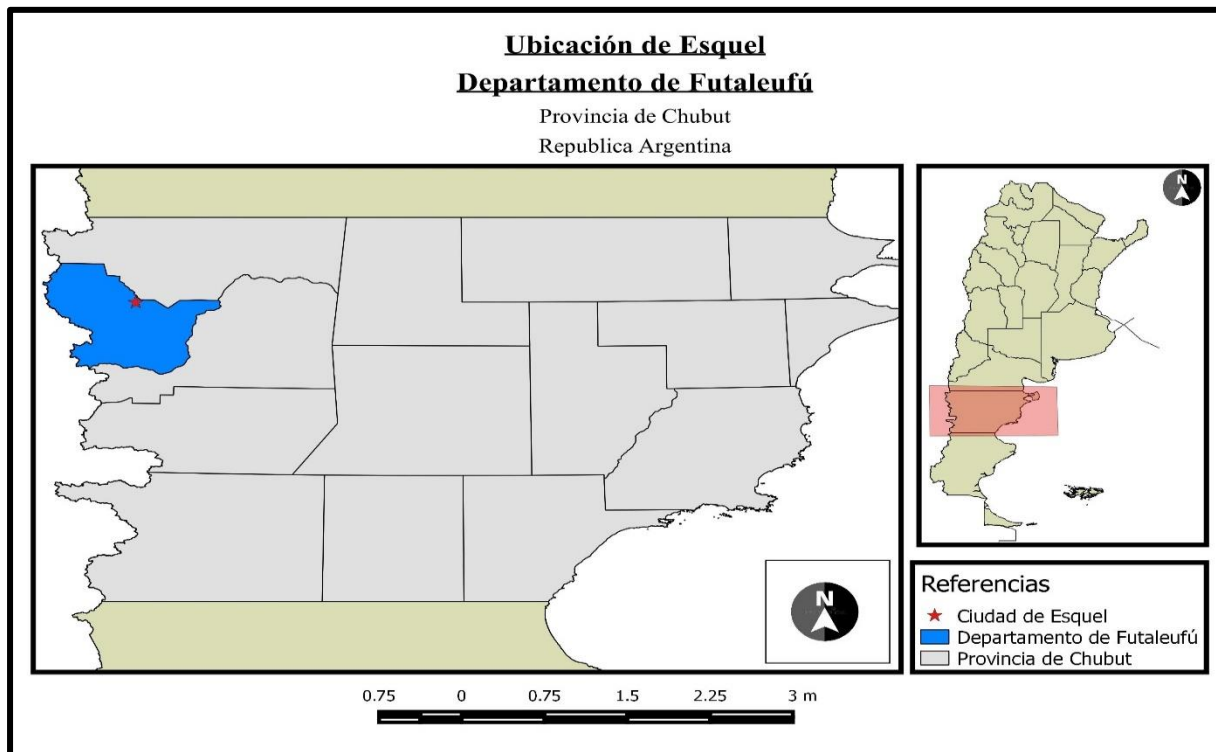 Ubicación de Esquel
Departamento de Futaleufú
Provincia de Chubut
Republica Argentina
N
N
Referencias
Ciudad de Esquel
Departamento de Futaleufú
Provincia de Chubut
0.75 0 0.75 1.5 2.25 3 m